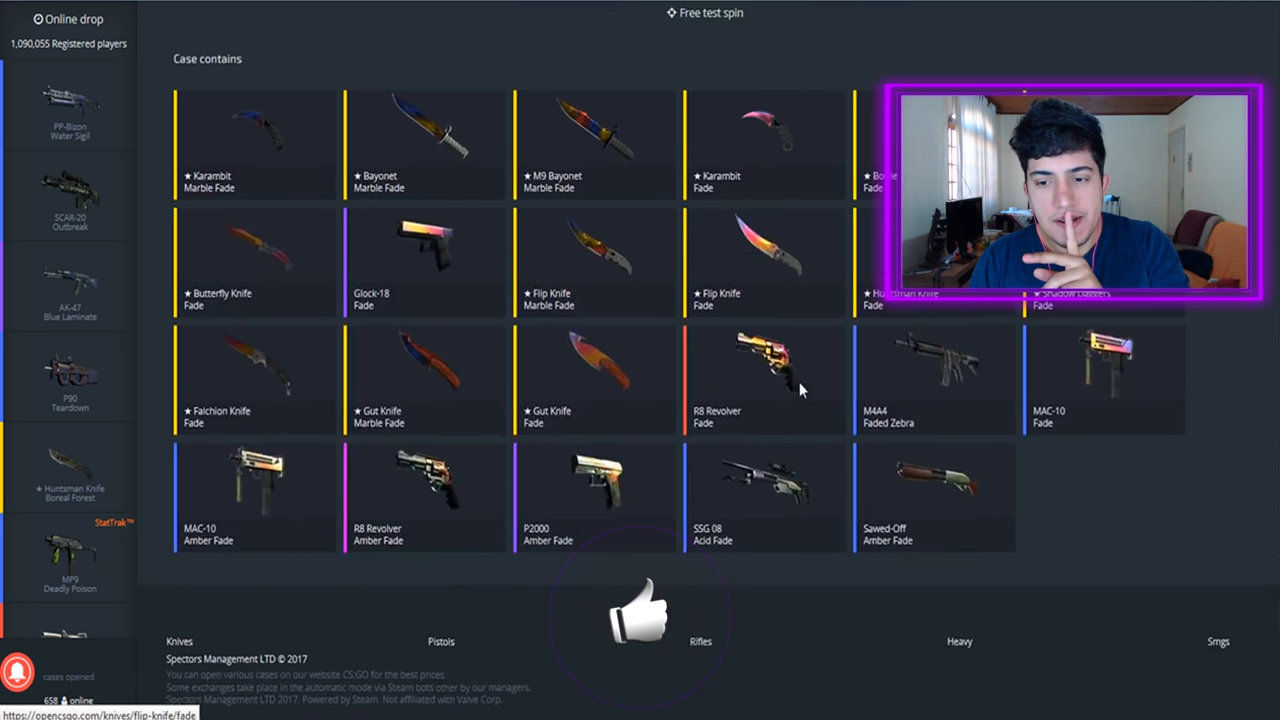 Online drop
1,090,055 Registered players
PP-Bizon
Water Sigil
SCAR-20
Outbreak
AK-47
Blue Laminate
P90
Teardown
★ Huntsman Knife
Boreal Forest
StatTrak™
MP9
Deadly Poison
cases opened
658 online
Free test spin
Case contains
★ Karambit
Marble Fade
★ Bayonet
Marble Fade
★ M9 Bayonet
Marble Fade
★ Karambit
Fade
★ Bowie
Fade
★ Butterfly Knife
Fade
Glock-18
Fade
★ Flip Knife
Marble Fade
★ Flip Knife
Fade
★ Huntsman Knife
Fade
★ Shadow Daggers
Fade
★ Falchion Knife
Fade
★ Gut Knife
Marble Fade
★ Gut Knife
Fade
R8 Revolver
Fade
M4A4
Faded Zebra
MAC-10
Fade
MAC-10
Amber Fade
R8 Revolver
Amber Fade
P2000
Amber Fade
SSG 08
Acid Fade
Sawed-Off
Amber Fade
Knives Pistols Rifles Heavy Smgs
Spectors Management LTD © 2017
You can open various cases on our website CS:GO for the best prices.
Some exchanges take place in the automatic mode via Steam bots other by our managers.
Spectors Management LTD 2017. Powered by Steam. Not affiliated with Valve Corp.
https://opencsgo.com/knives/flip-knife/fade